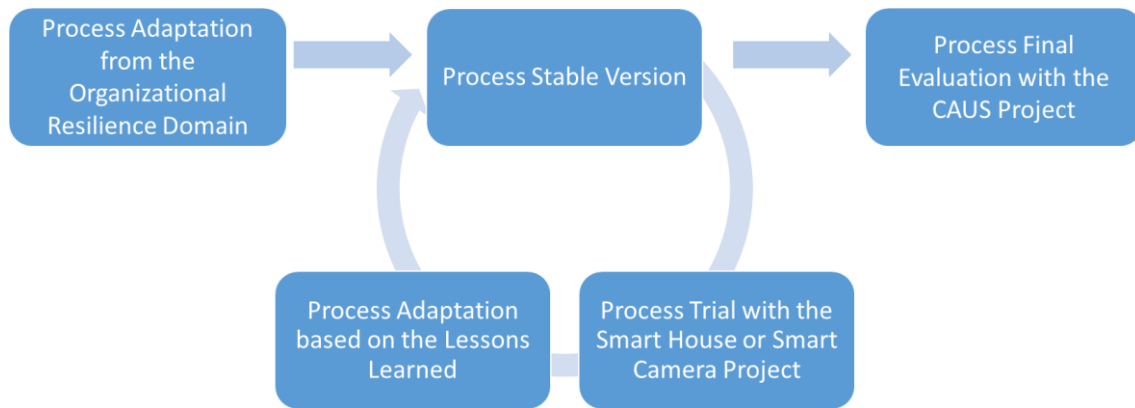 Process Adaptation
from the
Organizational
Resilience Domain
Process Stable Version
Process Final
Evaluation with the
CAUS Project
Process Adaptation
based on the Lessons
Learned
Process Trial with the
Smart House or Smart
Camera Project